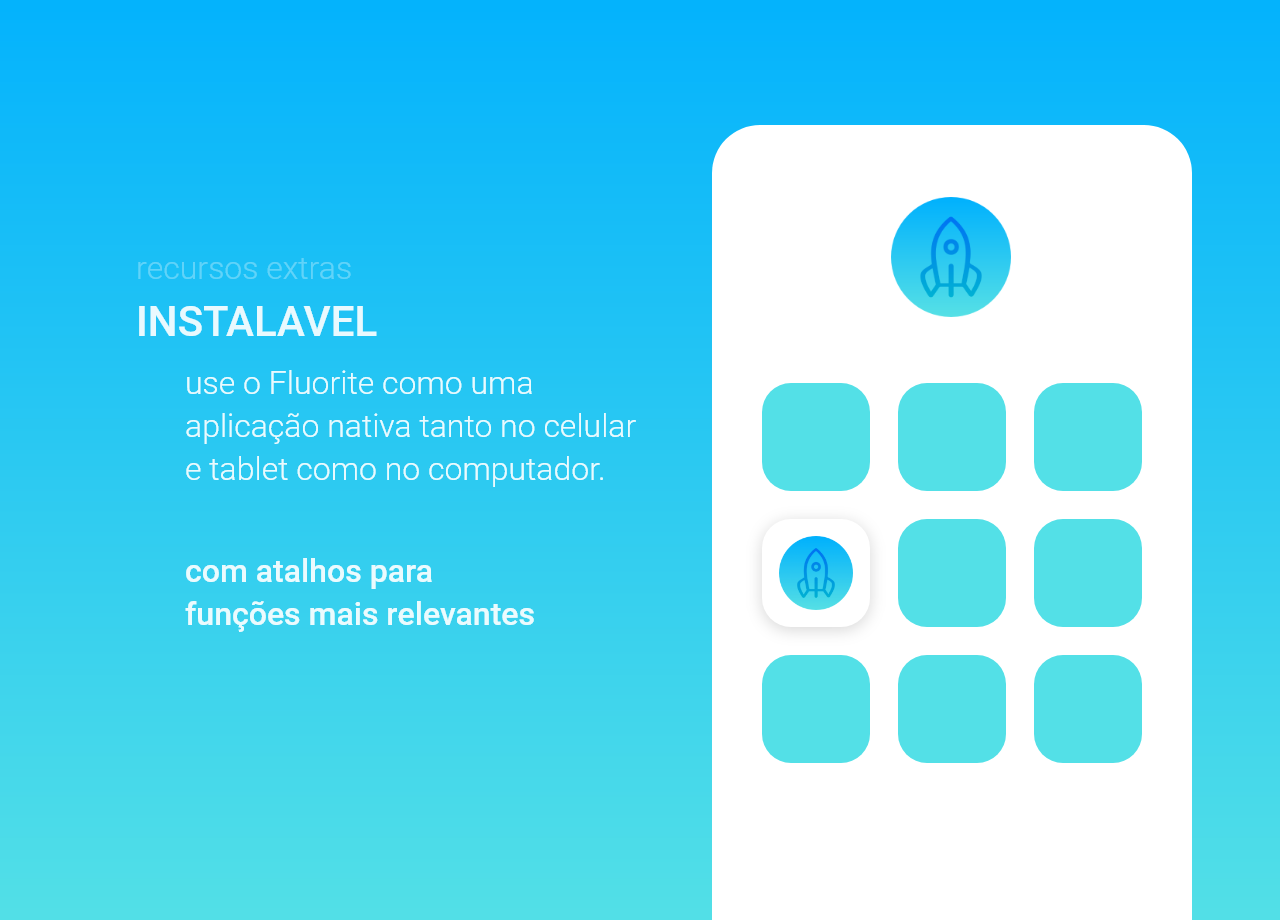 recursos extras
INSTALAVEL
use o Fluorite como uma
aplicação nativa tanto no celular
e tablet como no computador.
com atalhos para
funções mais relevantes